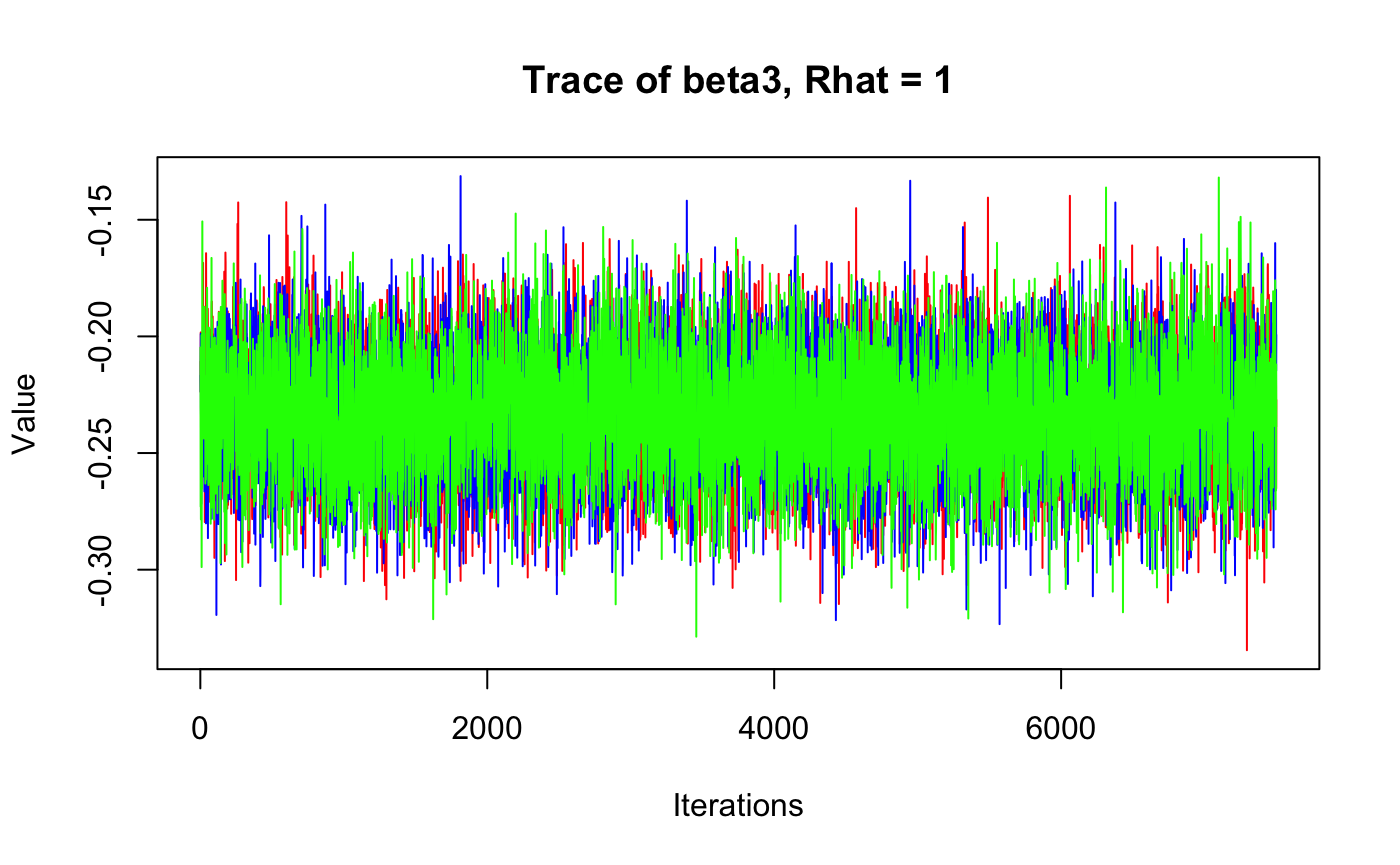 Trace of beta3, Rhat = 1
Value
-0.15
-0.20
-0.25
-0.30
0 2000 4000 6000
Iterations